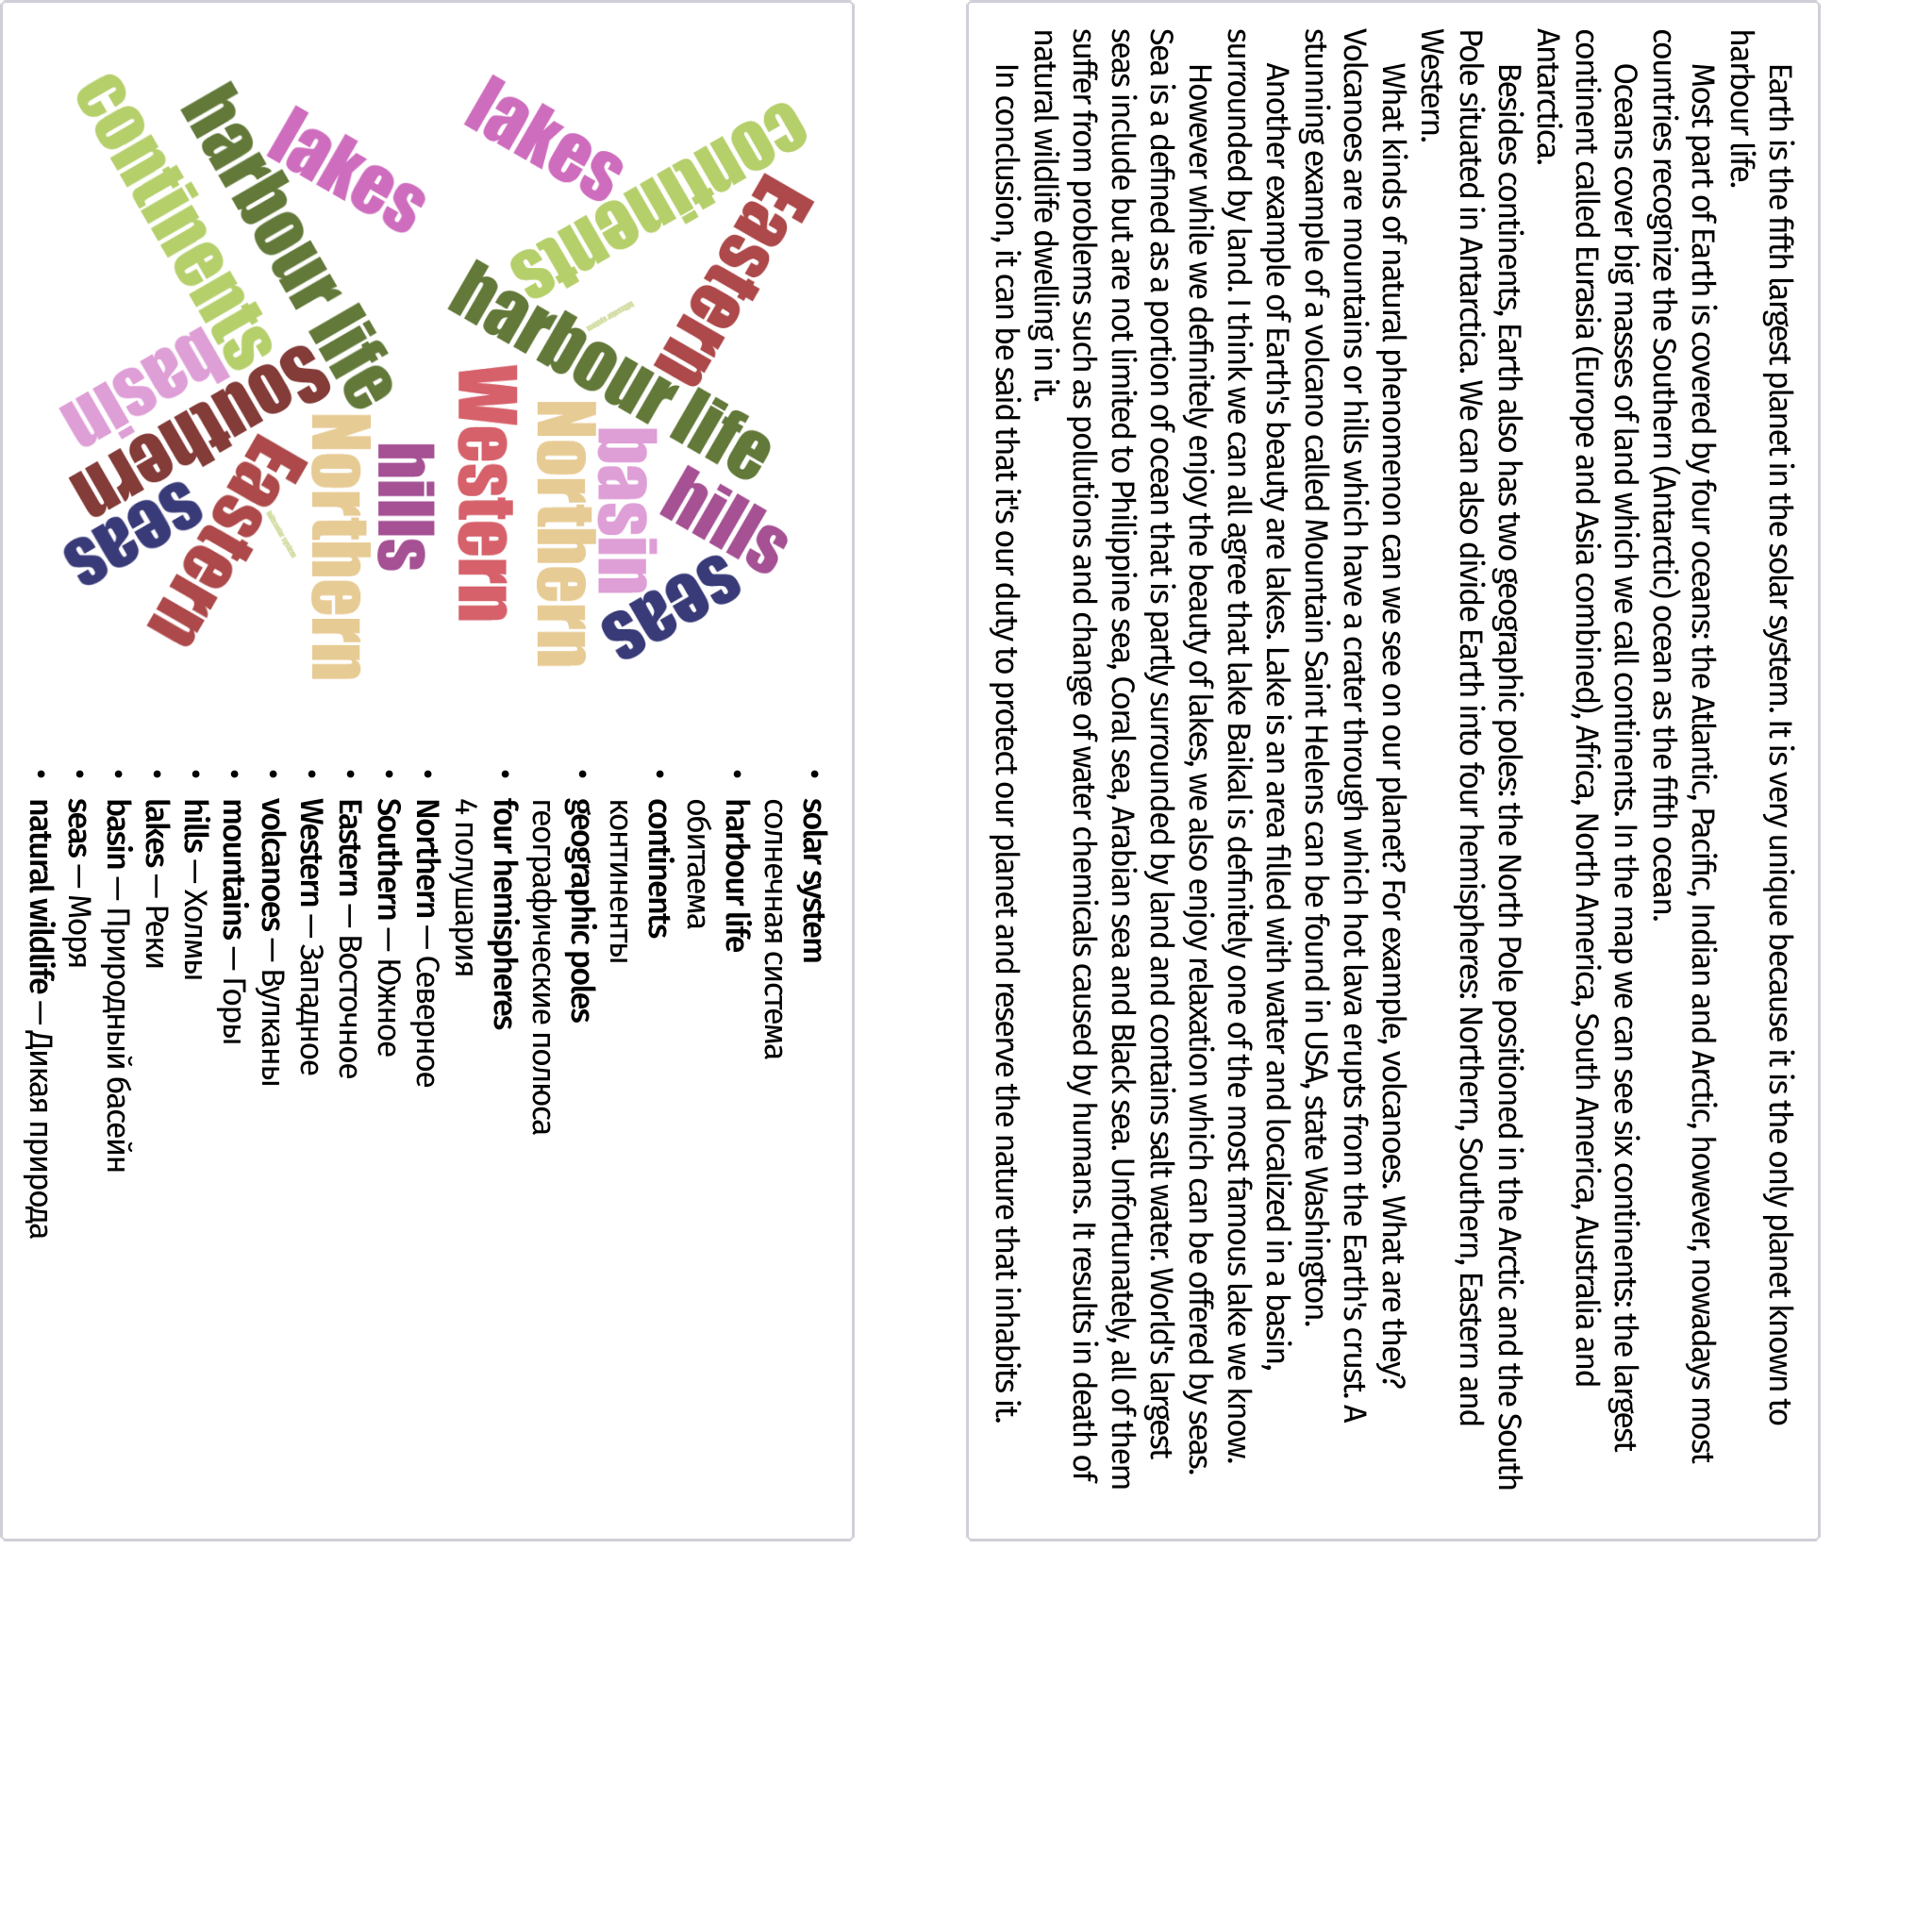 Earth is the fifth largest planet in the solar system. It is very unique because it is the only planet known to
harbour life.
Most part of Earth is covered by four oceans: the Atlantic, Pacific, Indian and Arctic, however, nowadays most
countries recognize the Southern (Antarctic) ocean as the fifth ocean.
Oceans cover big masses of land which we call continents. In the map we can see six continents: the largest
continent called Eurasia (Europe and Asia combined), Africa, North America, South America, Australia and
Antarctica.
Besides continents, Earth also has two geographic poles: the North Pole positioned in the Arctic and the South
Pole situated in Antarctica. We can also divide Earth into four hemispheres: Northern, Southern, Eastern and
Western.
What kinds of natural phenomenon can we see on our planet? For example, volcanoes. What are they?
Volcanoes are mountains or hills which have a crater through which hot lava erupts from the Earth's crust. A
stunning example of a volcano called Mountain Saint Helens can be found in USA, state Washington.
Another example of Earth's beauty are lakes. Lake is an area filled with water and localized in a basin,
surrounded by land. I think we can all agree that lake Baikal is definitely one of the most famous lake we know.
However while we definitely enjoy the beauty of lakes, we also enjoy relaxation which can be offered by seas.
Sea is a defined as a portion of ocean that is partly surrounded by land and contains salt water. World's largest
seas include but are not limited to Philippine sea, Coral sea, Arabian sea and Black sea. Unfortunately, all of them
suffer from problems such as pollutions and change of water chemicals caused by humans. It results in death of
natural wildlife dwelling in it.
In conclusion, it can be said that it's our duty to protect our planet and reserve the nature that inhabits it.
continents
Eastern
lakes
harbour life
hills
seas
basin
Northern
Western
lakes
harbour life
continents
hills
Northern
basin
Southern
Eastern
seas
• solar system
солнечная система
• harbour life
обитаема
• continents
континенты
• geographic poles
географические полюса
• four hemispheres
4 полушария
• Northern — Северное
• Southern — Южное
• Eastern — Восточное
• Western — Западное
• volcanoes — Вулканы
• mountains — Горы
• hills — Холмы
• lakes — Реки
• basin — Природный басейн
• seas — Моря
• natural wildlife — Дикая природа